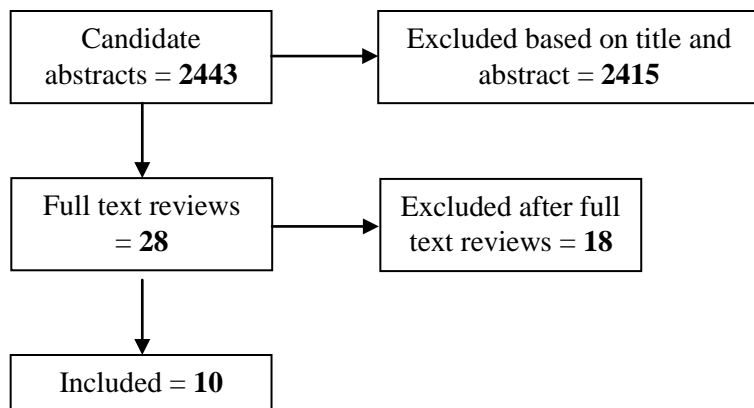 Candidate
abstracts = 2443
Excluded based on title and
abstract = 2415
Full text reviews
= 28
Excluded after full
text reviews = 18
Included = 10